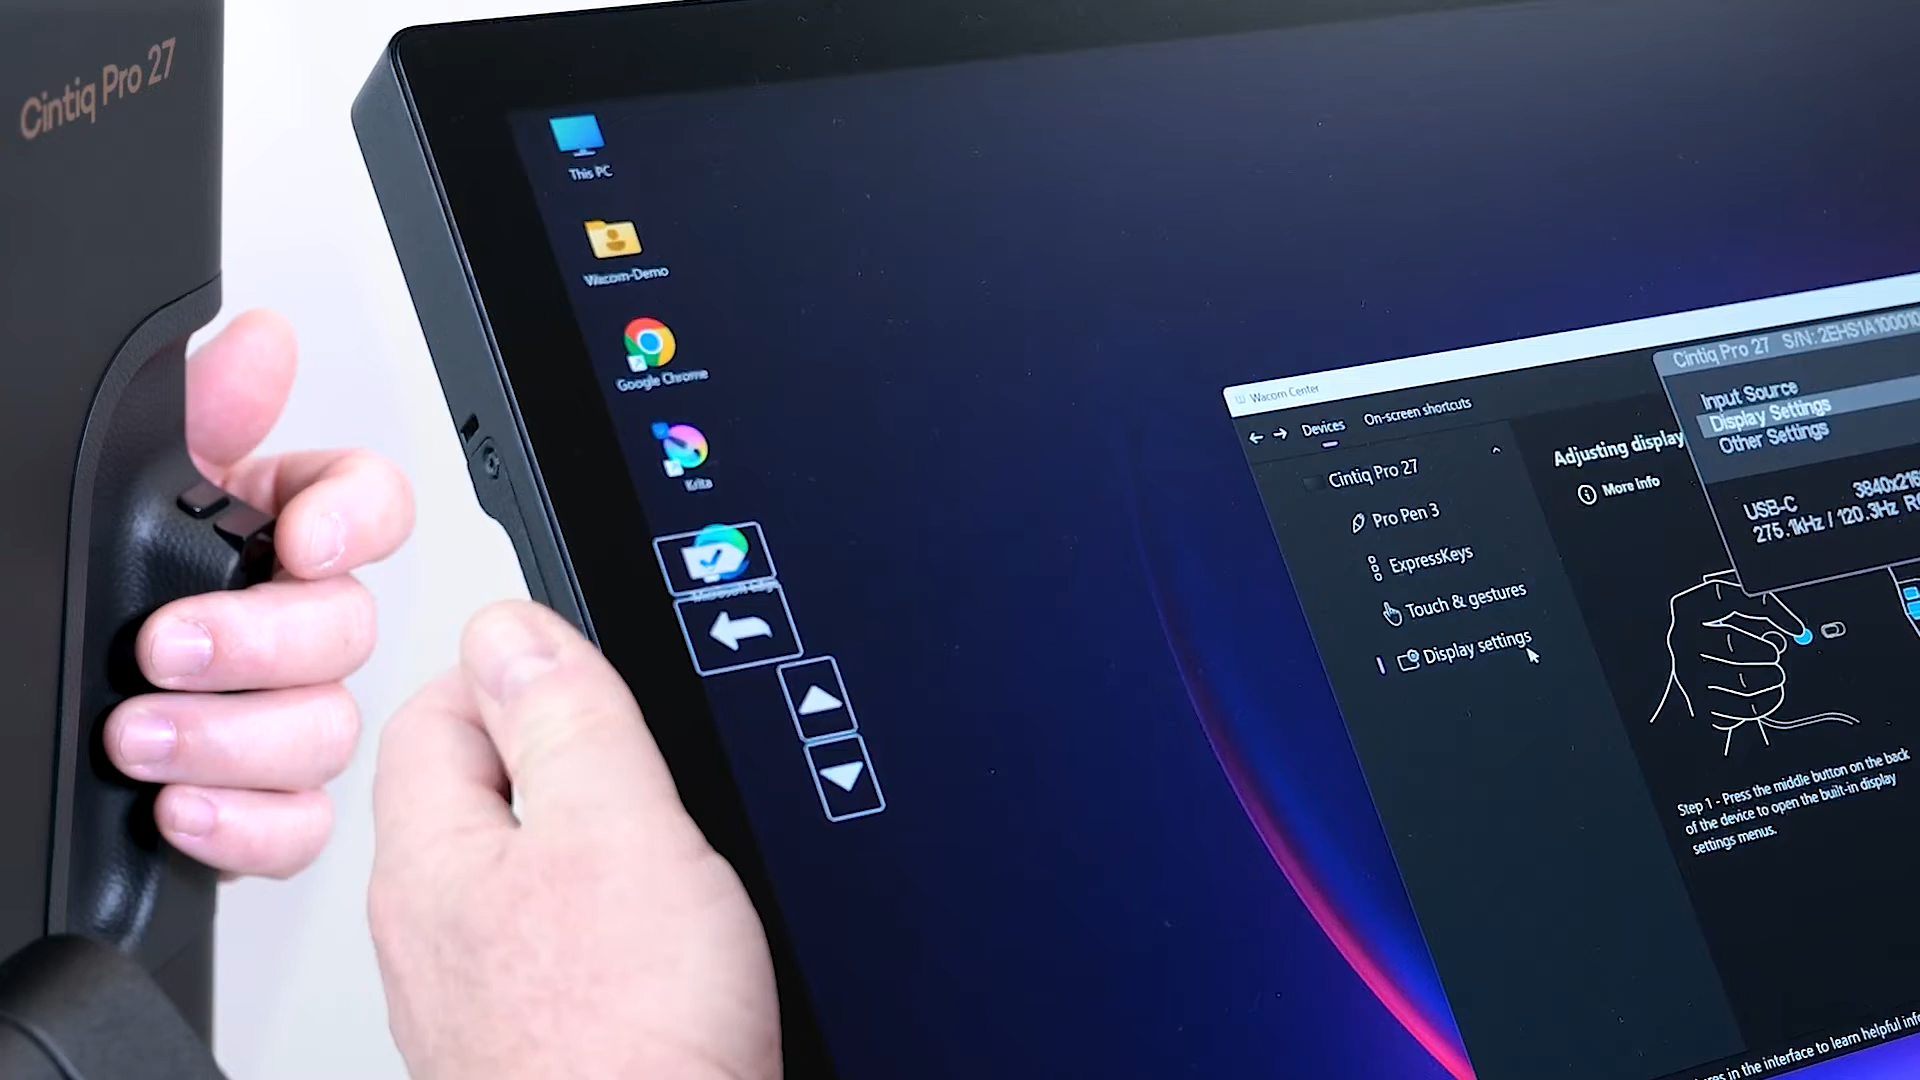 Cintiq Pro 27
This PC
Wacom-Demo
Google Chrome
Krita
Wacom Center
Devices
On-screen shortcuts
Cintiq Pro 27
Pro Pen 3
ExpressKeys
Touch & gestures
Display settings
Adjusting display
More Info
Cintiq Pro 27 S/N: 2EHS1A100010
Input Source
Display Settings
Other Settings
USB-C
3840x216
275.1kHz / 120.3Hz
Step 1 - Press the middle button on the back
of the device to open the built-in display
settings menus.
in the interface to learn helpful